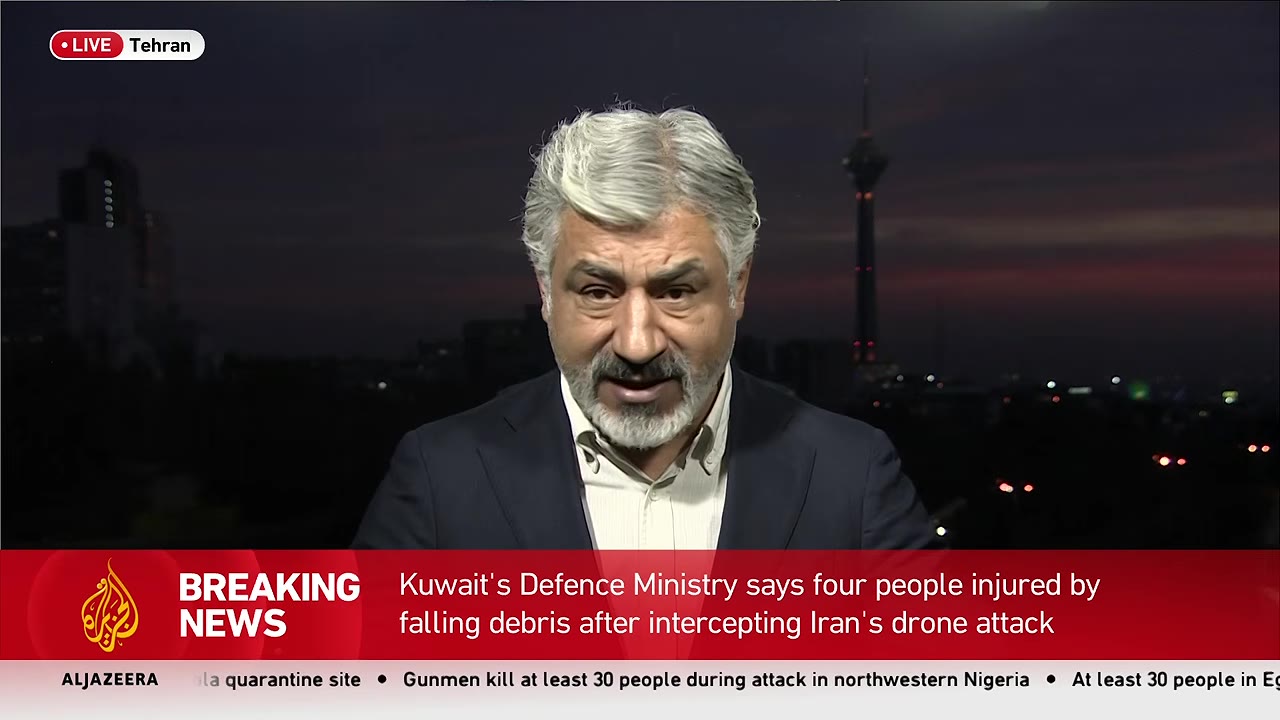 LIVE Tehran
BREAKING
NEWS
Kuwait's Defence Ministry says four people injured by
falling debris after intercepting Iran's drone attack
الجزيرة
ALJAZEERA
quarantine site • Gunmen kill at least 30 people during attack in northwestern Nigeria • At least 30 people in